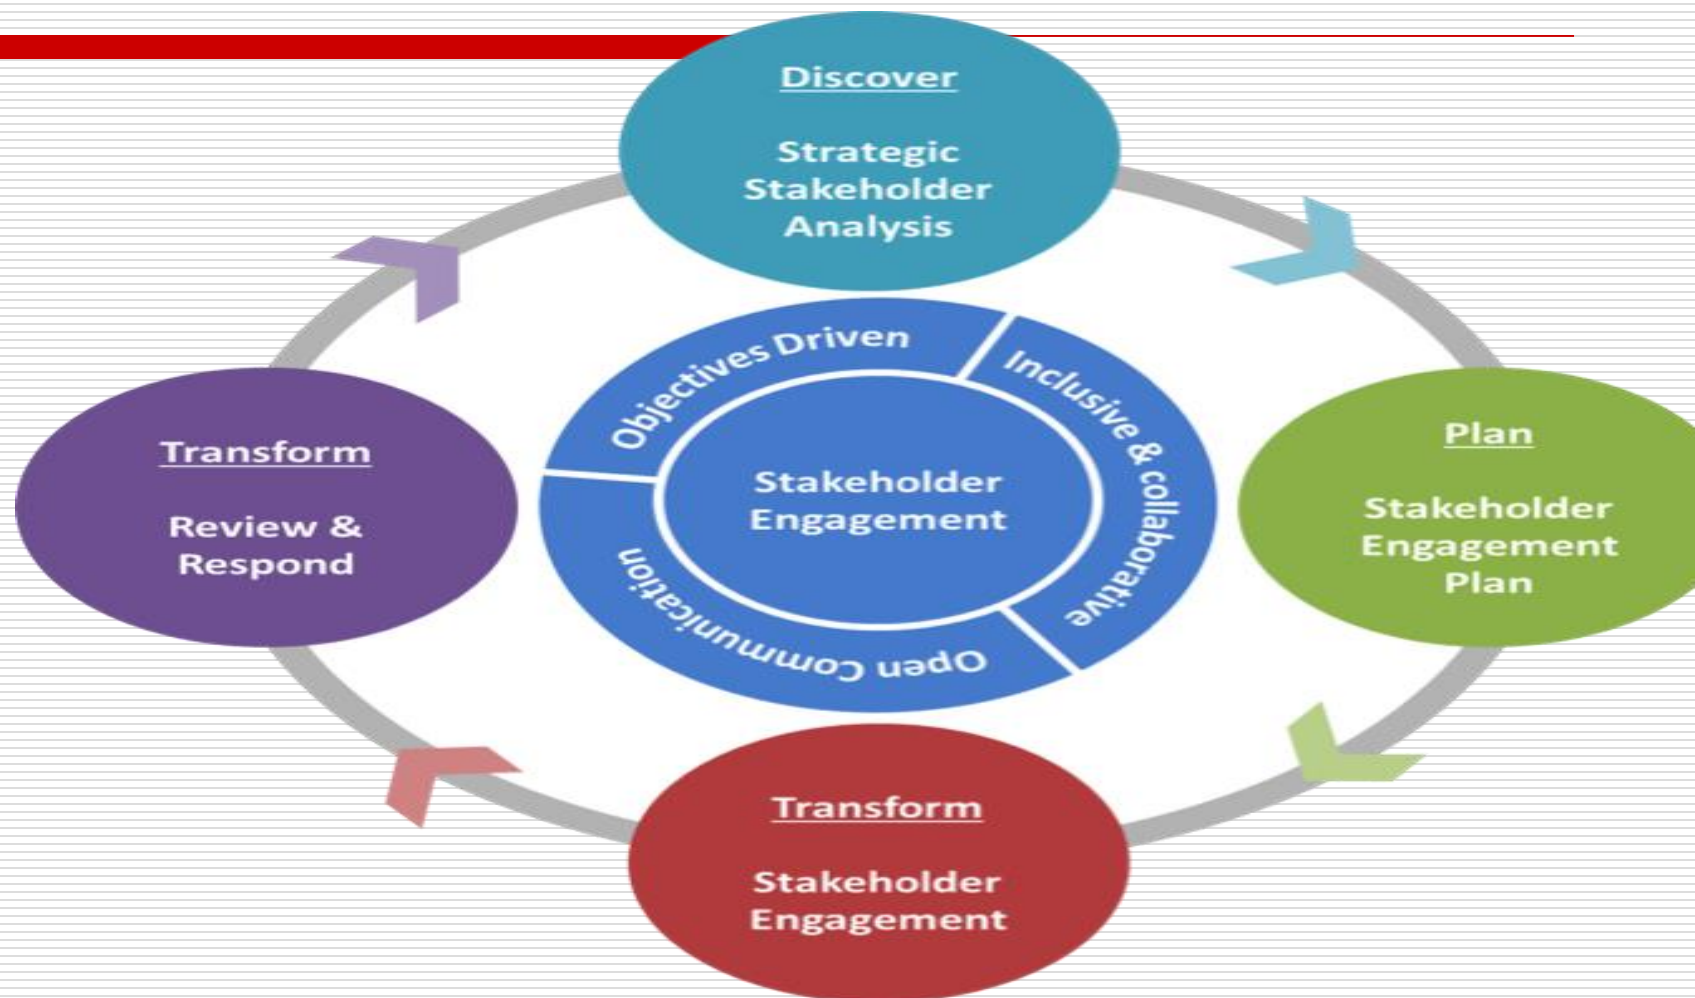 Discover
Strategic
Stakeholder
Analysis
Objectives Driven
Inclusive & collaborative
Open Communication
Stakeholder
Engagement
Plan
Stakeholder
Engagement
Plan
Transform
Stakeholder
Engagement
Transform
Review &
Respond